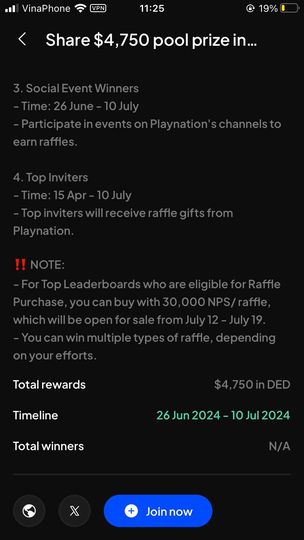 VinaPhone VPN 11:25 19%
Share $4,750 pool prize in...
3. Social Event Winners
- Time: 26 June - 10 July
- Participate in events on Playnation's channels to
earn raffles.
4. Top Inviters
- Time: 15 Apr - 10 July
- Top inviters will receive raffle gifts from
Playnation.
‼️ NOTE:
- For Top Leaderboards who are eligible for Raffle
Purchase, you can buy with 30,000 NPS/ raffle,
which will be open for sale from July 12 - July 19.
- You can win multiple types of raffle, depending
on your efforts.
Total rewards $4,750 in DED
Timeline 26 Jun 2024 - 10 Jul 2024
Total winners N/A
Join now